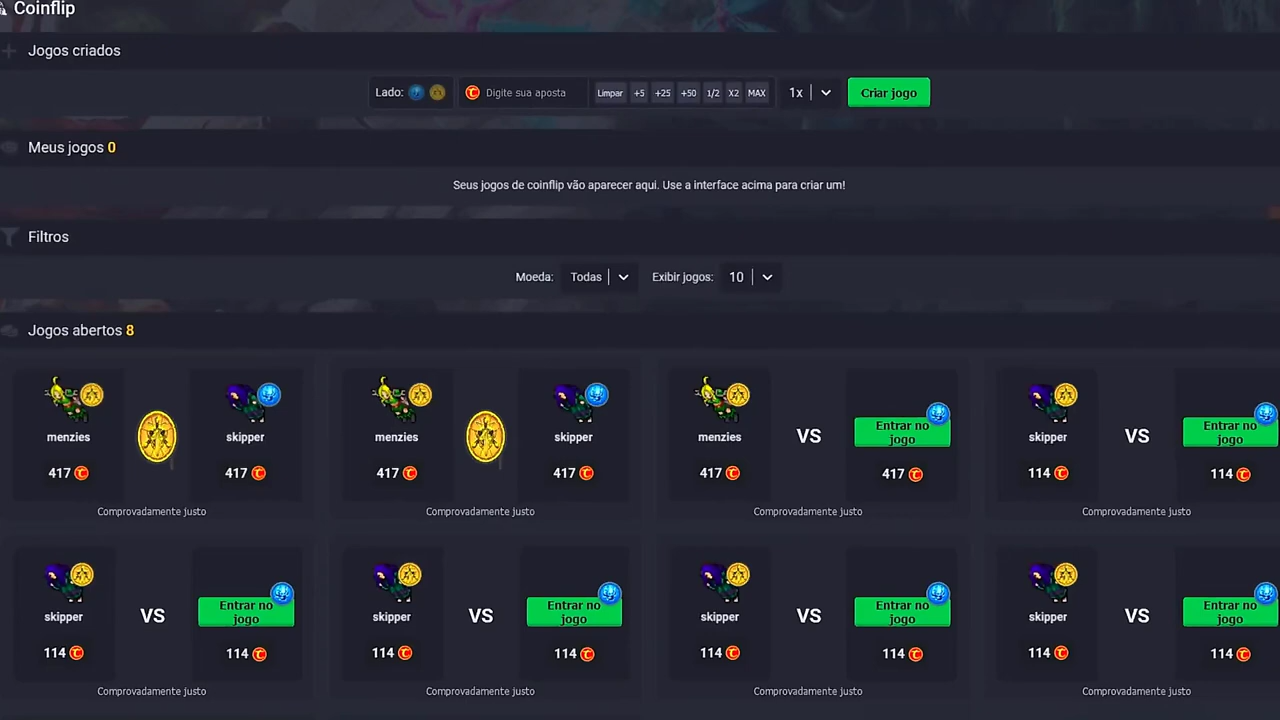 Coinflip
Jogos criados
Lado: Digite sua aposta Limpar +5 +25 +50 1/2 X2 MAX 1x Criar jogo
Meus jogos 0
Seus jogos de coinflip vão aparecer aqui. Use a interface acima para criar um!
Filtros
Moeda: Todas Exibir jogos: 10
Jogos abertos 8
menzies
skipper
417
417
Comprovadamente justo
menzies
skipper
417
417
Comprovadamente justo
menzies
VS
Entrar no
jogo
417
417
Comprovadamente justo
skipper
VS
Entrar no
jogo
114
114
Comprovadamente justo
skipper
VS
Entrar no
jogo
114
114
Comprovadamente justo
skipper
VS
Entrar no
jogo
114
114
Comprovadamente justo
skipper
VS
Entrar no
jogo
114
114
Comprovadamente justo
skipper
VS
Entrar no
jogo
114
114
Comprovadamente justo